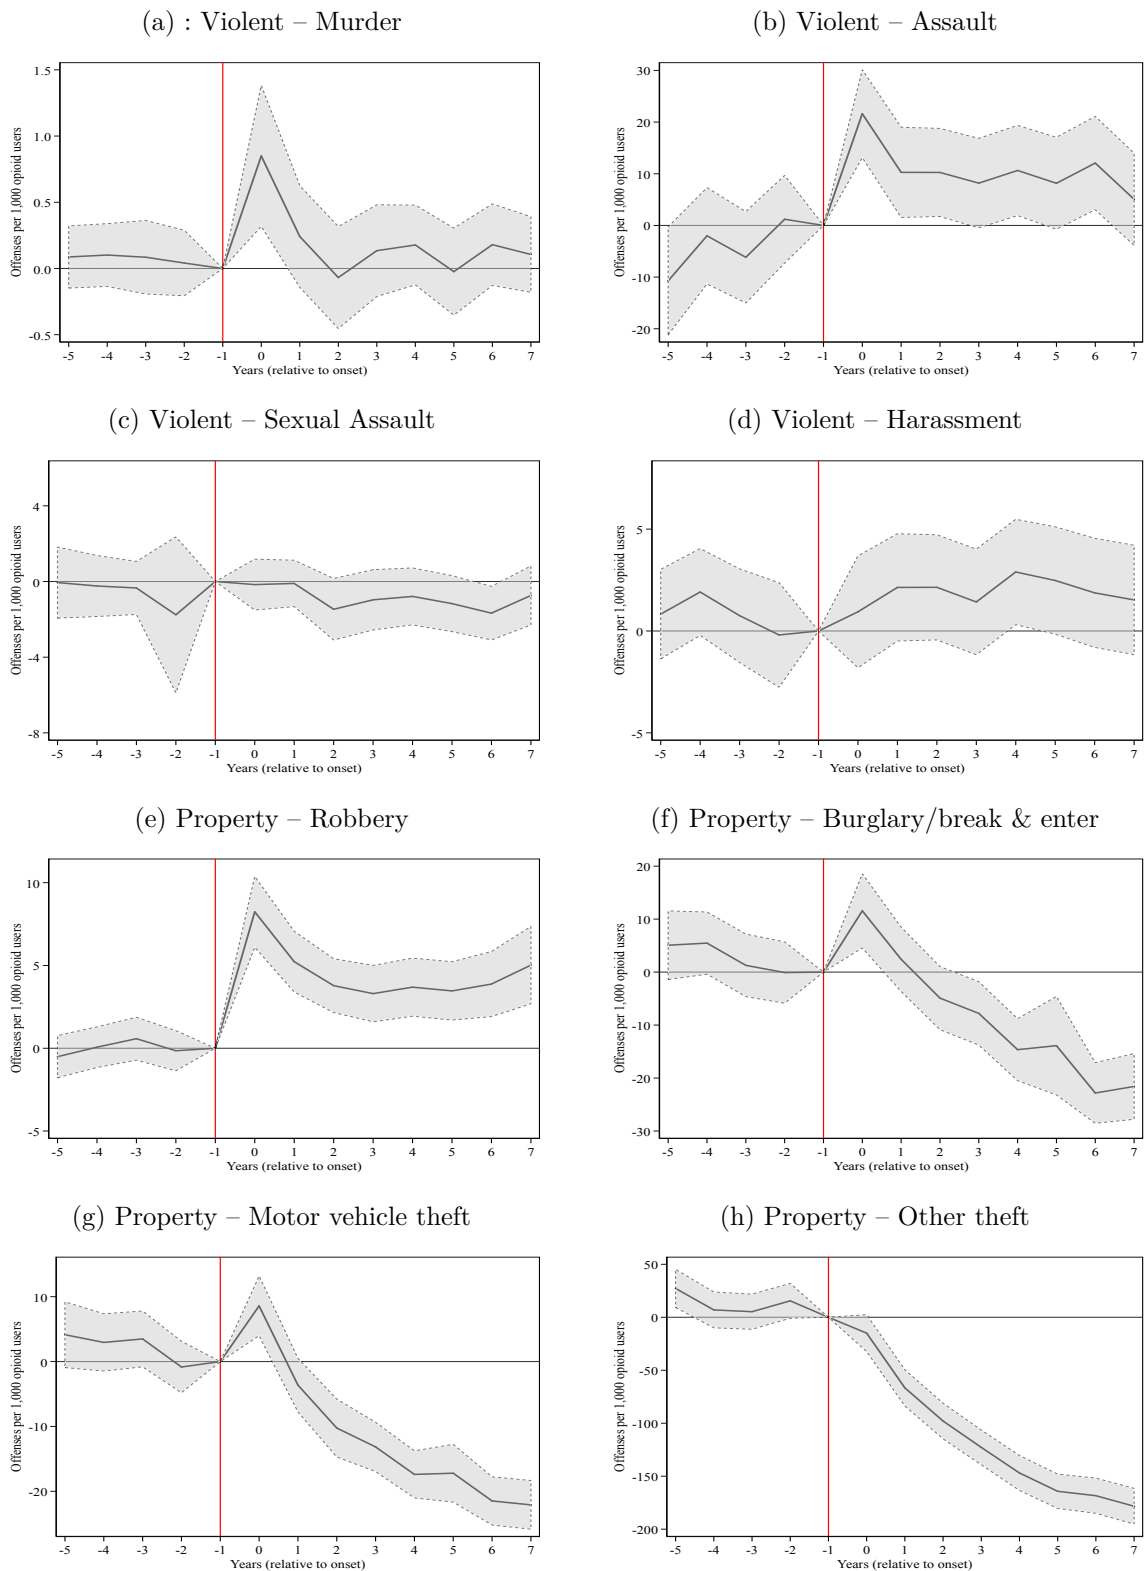 (a) : Violent – Murder
Offenses per 1,000 opioid users
1.5
1.0
0.5
0.0
-0.5
-5 -4 -3 -2 -1 0 1 2 3 4 5 6 7
Years (relative to onset)
(b) Violent – Assault
Offenses per 1,000 opioid users
30
20
10
0
-10
-20
-5 -4 -3 -2 -1 0 1 2 3 4 5 6 7
Years (relative to onset)
(c) Violent – Sexual Assault
Offenses per 1,000 opioid users
4
0
-4
-8
-5 -4 -3 -2 -1 0 1 2 3 4 5 6 7
Years (relative to onset)
(d) Violent – Harassment
Offenses per 1,000 opioid users
5
0
-5
-5 -4 -3 -2 -1 0 1 2 3 4 5 6 7
Years (relative to onset)
(e) Property – Robbery
Offenses per 1,000 opioid users
10
5
0
-5
-5 -4 -3 -2 -1 0 1 2 3 4 5 6 7
Years (relative to onset)
(f) Property – Burglary/break & enter
Offenses per 1,000 opioid users
20
10
0
-10
-20
-30
-5 -4 -3 -2 -1 0 1 2 3 4 5 6 7
Years (relative to onset)
(g) Property – Motor vehicle theft
Offenses per 1,000 opioid users
10
0
-10
-20
-5 -4 -3 -2 -1 0 1 2 3 4 5 6 7
Years (relative to onset)
(h) Property – Other theft
Offenses per 1,000 opioid users
50
0
-50
-100
-150
-200
-5 -4 -3 -2 -1 0 1 2 3 4 5 6 7
Years (relative to onset)